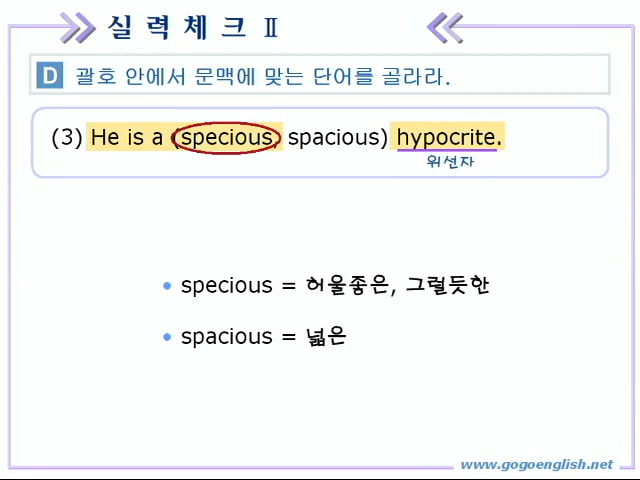 실 력 체 크 Ⅱ
D 괄호 안에서 문맥에 맞는 단어를 골라라.
(3) He is a (specious, spacious) hypocrite.
위선자
• specious = 허울좋은, 그럴듯한
• spacious = 넓은
www.gogoenglish.net